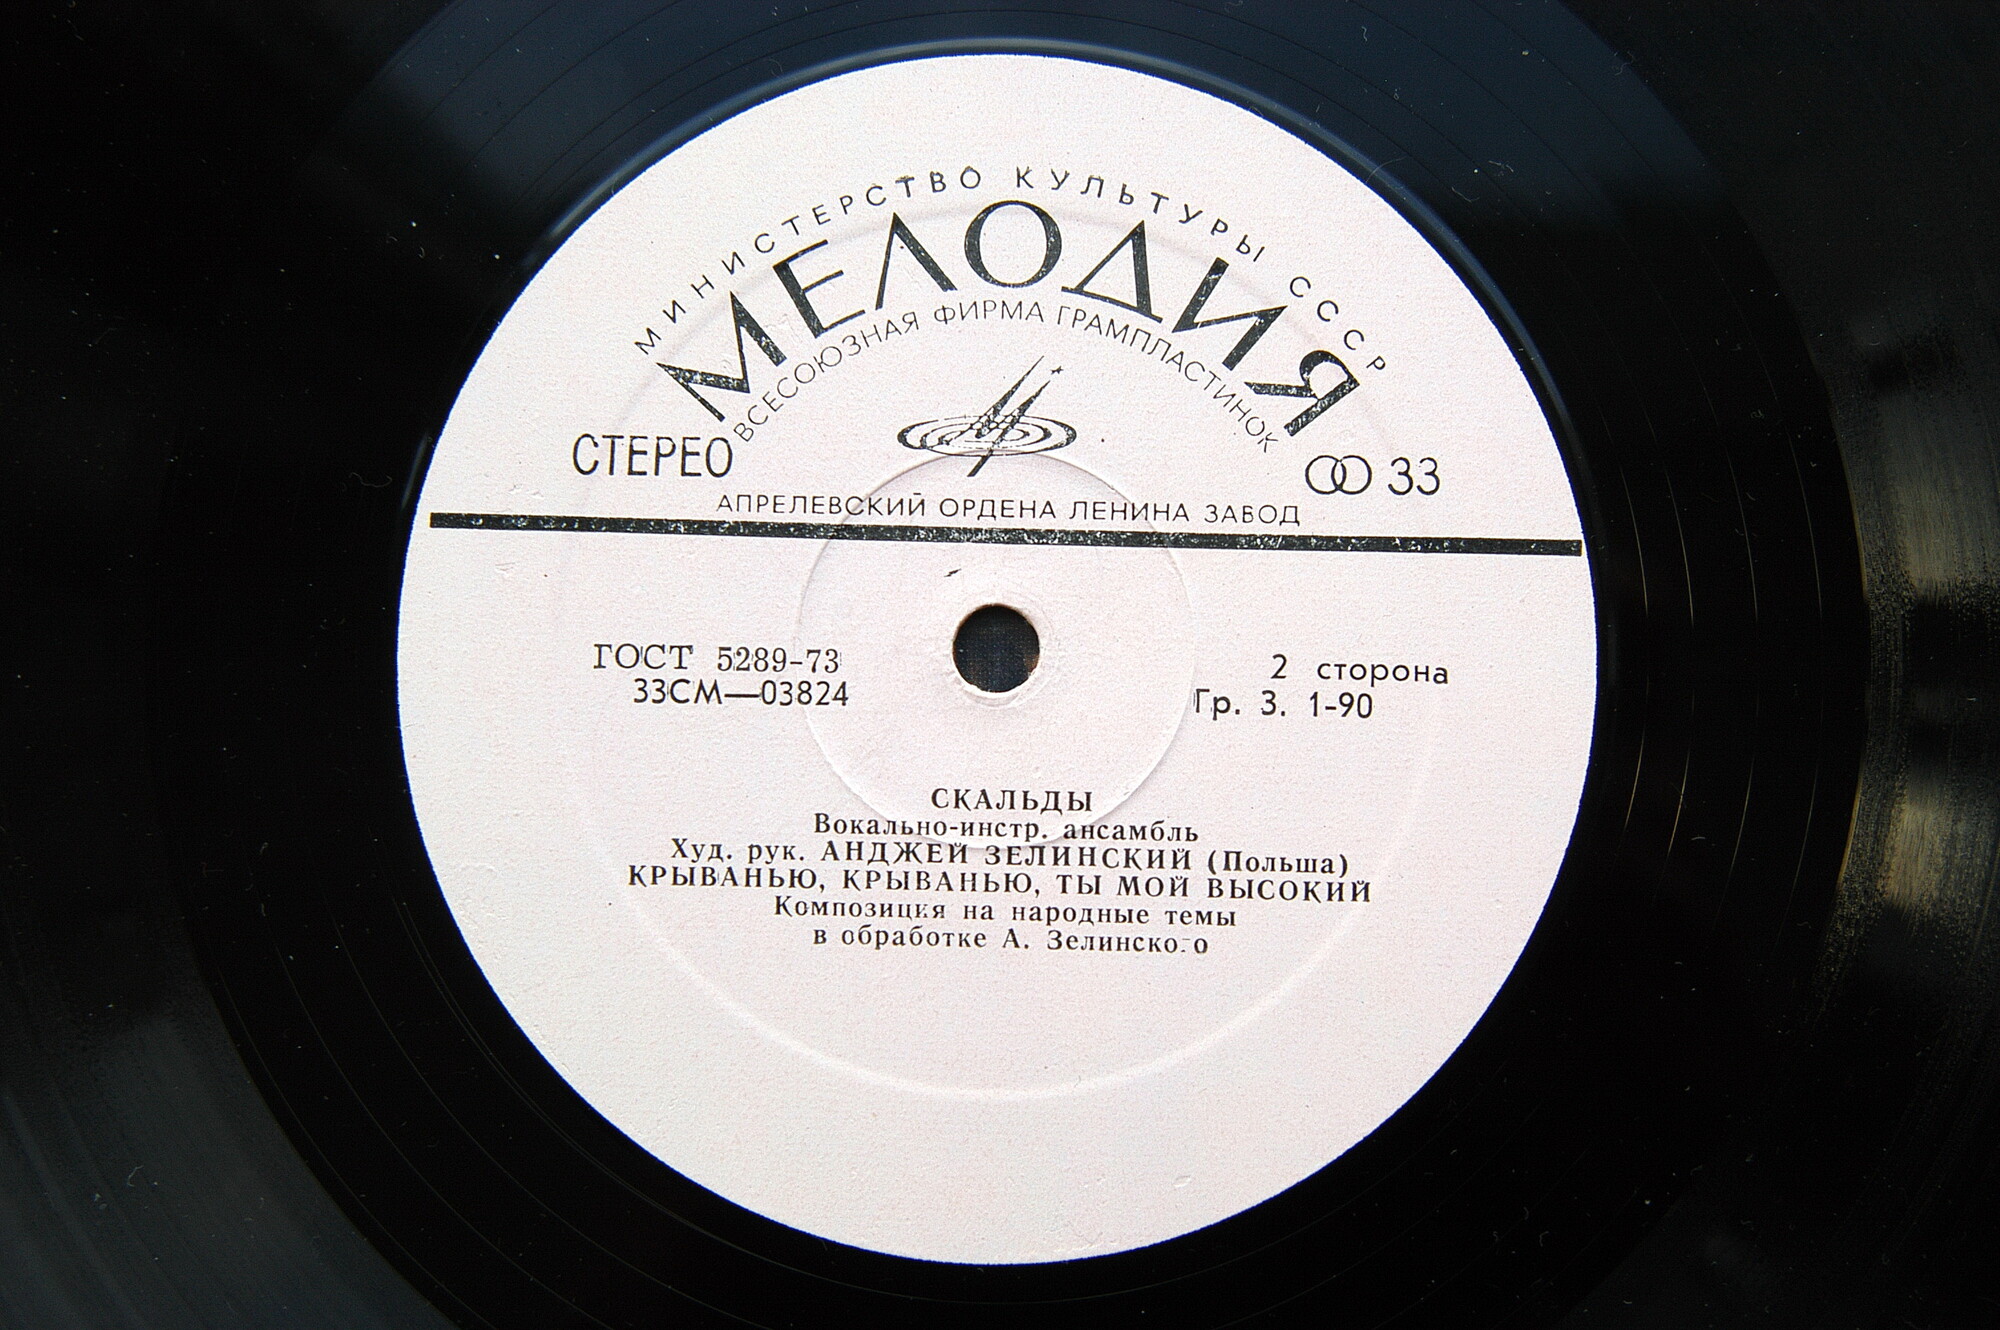 МИНИСТЕРСТВО КУЛЬТУРЫ СССР
МЕЛОДИЯ
ВСЕСОЮЗНАЯ ФИРМА ГРАМПЛАСТИНОК
СТЕРЕО
33
АПРЕЛЕВСКИЙ ОРДЕНА ЛЕНИНА ЗАВОД
ГОСТ 5289-73
2 сторона
33СМ—03824
Гр. 3. 1-90
СКАЛЬДЫ
Вокально-инстр. ансамбль
Худ. рук. АНДЖЕЙ ЗЕЛИНСКИЙ (Польша)
КРЫВАНЬЮ, КРЫВАНЬЮ, ТЫ МОЙ ВЫСОКИЙ
Композиция на народные темы
в обработке А. Зелинского